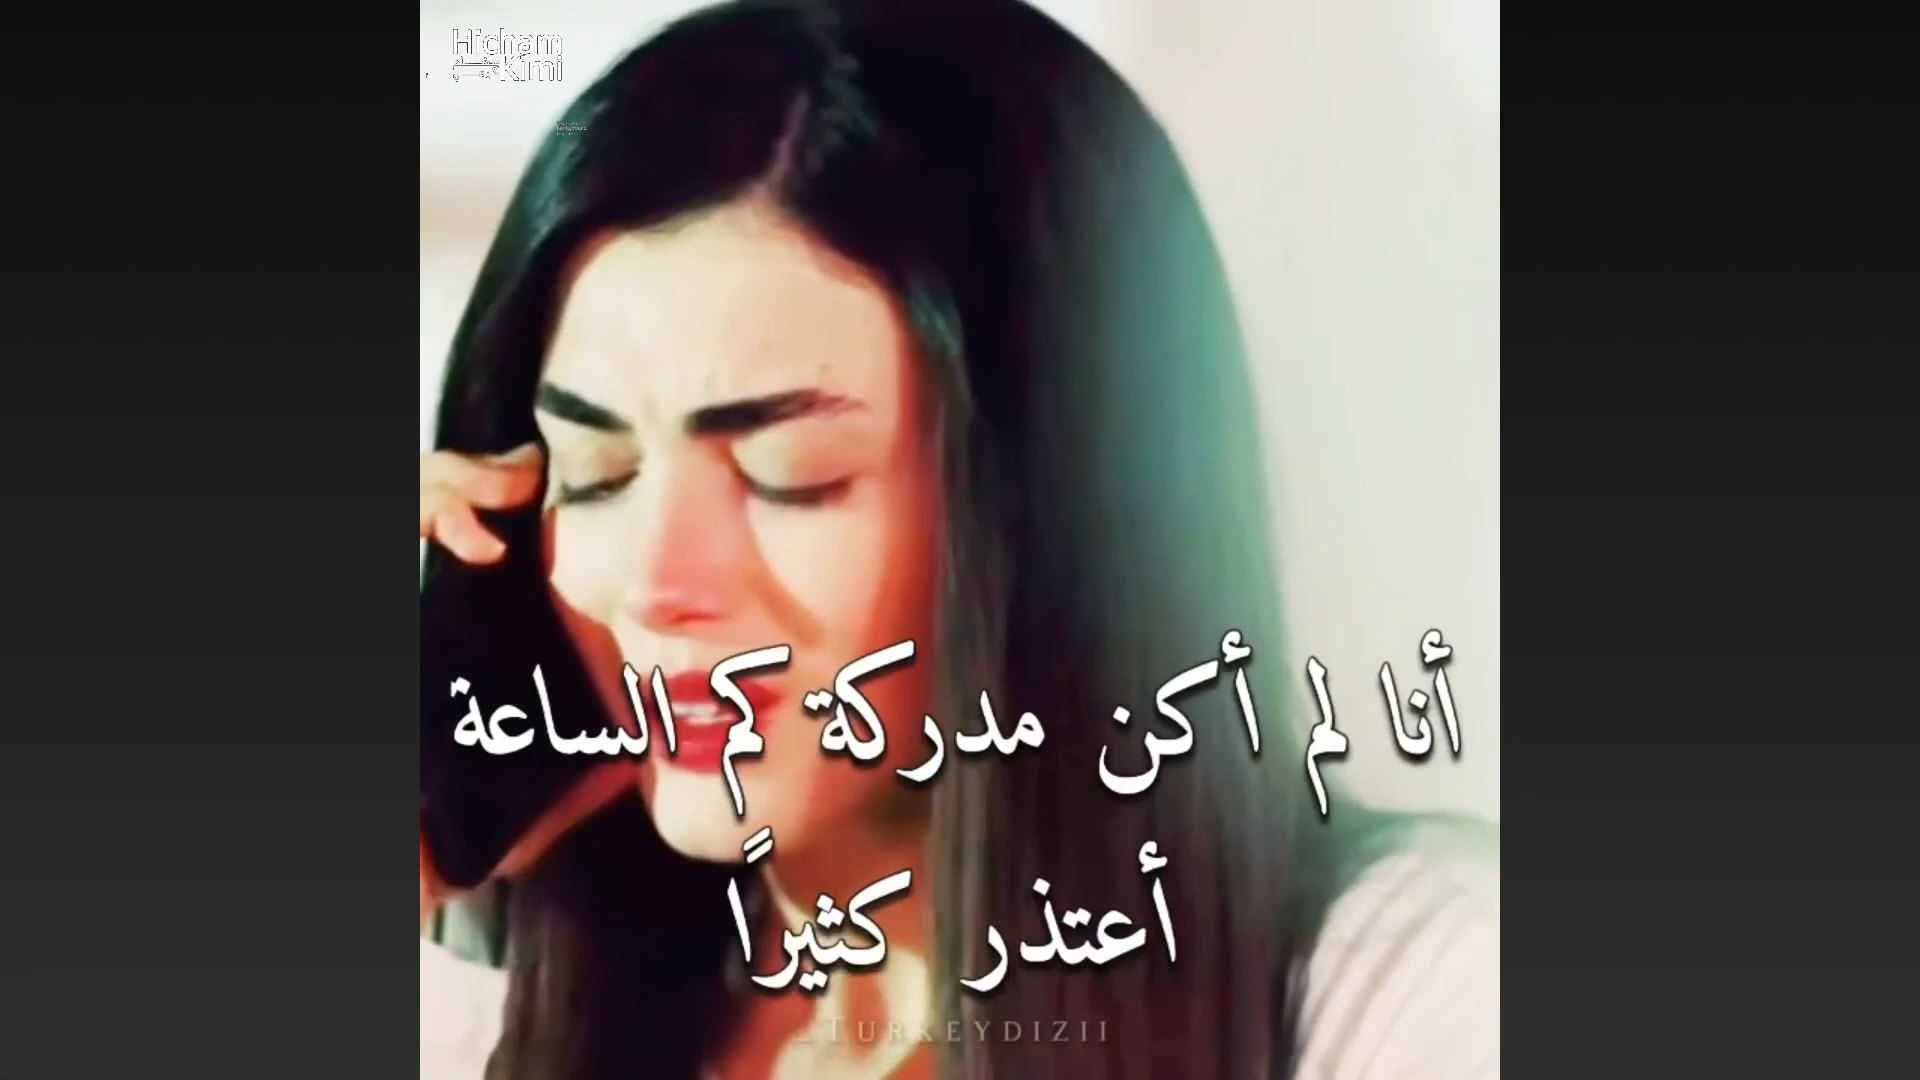 Hicham
Kimi
أنا لم أكن مدركة كم الساعة
أعتذر كثيراً
_TURKEYDIZII